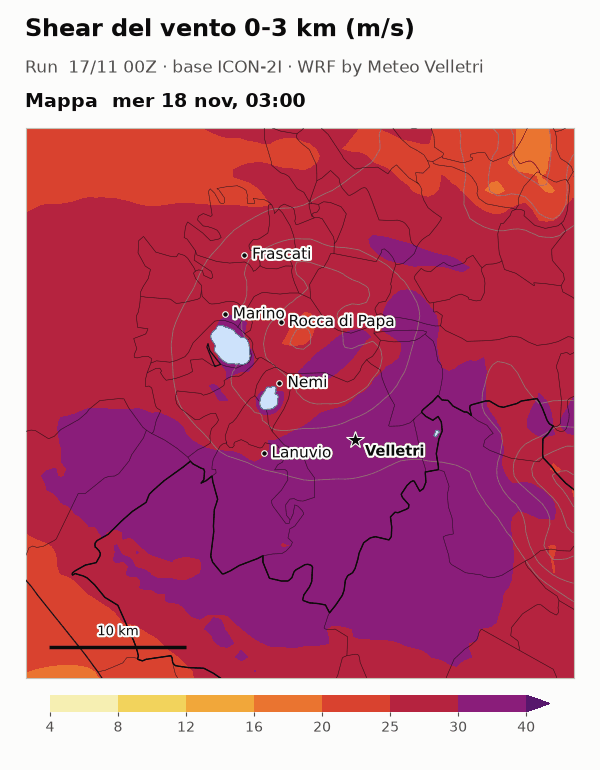 Shear del vento 0-3 km (m/s)
Run  17/11 00Z · base ICON-2I · WRF by Meteo Velletri
Mappa  mer 18 nov, 03:00
Frascati
Marino
Rocca di Papa
Nemi
Velletri
Lanuvio
10 km
4 8 12 16 20 25 30 40